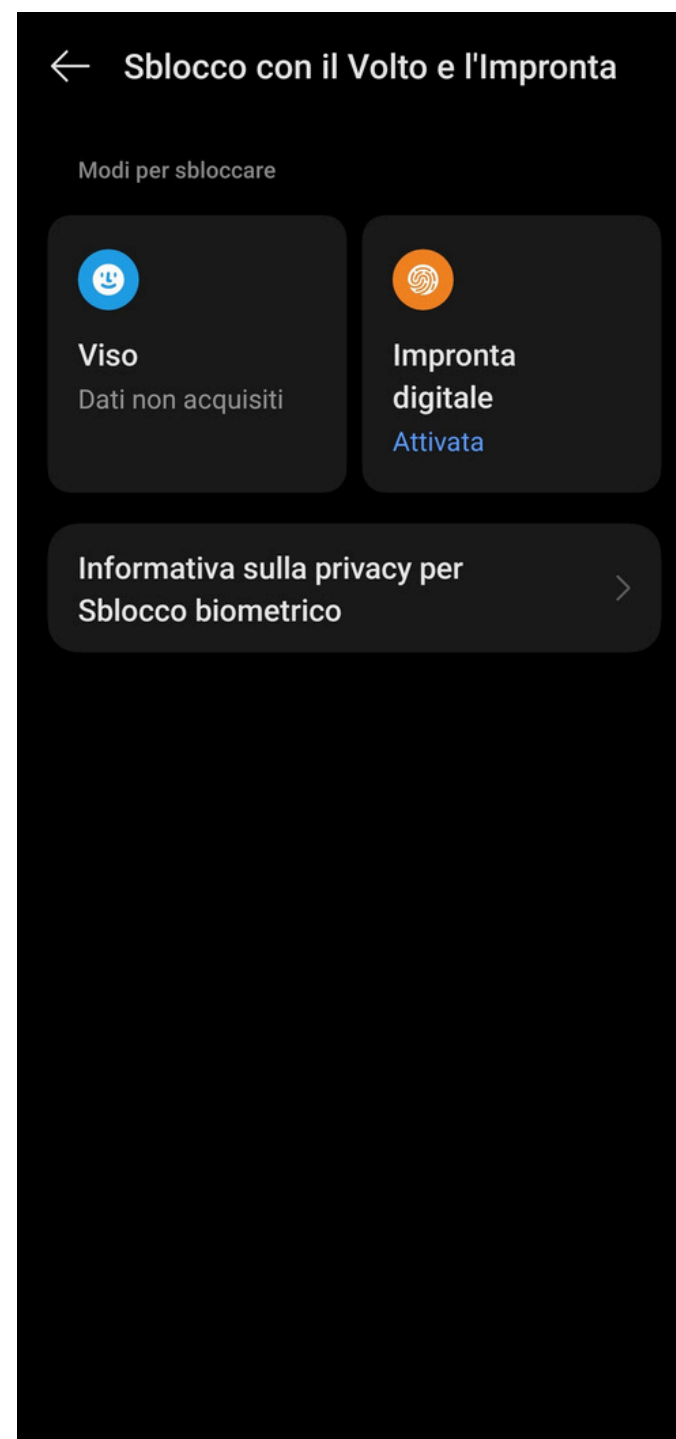 Sblocco con il Volto e l'Impronta
Modi per sbloccare
Viso
Dati non acquisiti
Impronta
digitale
Attivata
Informativa sulla privacy per
Sblocco biometrico